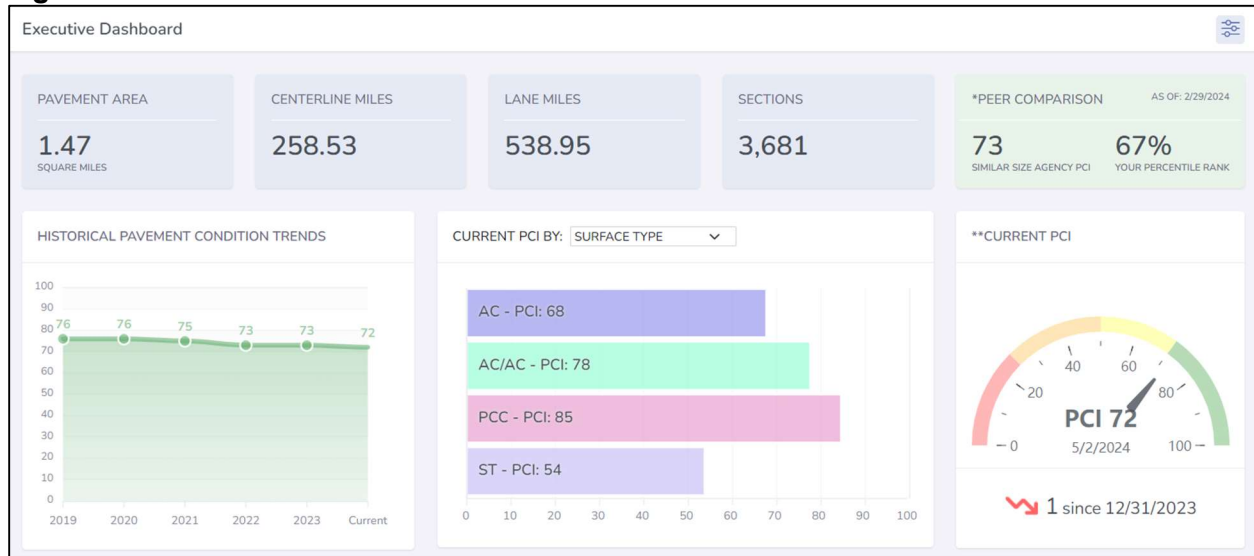 Executive Dashboard
PAVEMENT AREA
1.47
SQUARE MILES
CENTERLINE MILES
258.53
LANE MILES
538.95
SECTIONS
3,681
*PEER COMPARISON AS OF: 2/29/2024
73 67%
SIMILAR SIZE AGENCY PCI YOUR PERCENTILE RANK
HISTORICAL PAVEMENT CONDITION TRENDS
100
90
80
70
60
50
40
30
20
10
0
76 76 75 73 73 72
2019 2020 2021 2022 2023 Current
CURRENT PCI BY: SURFACE TYPE
AC - PCI: 68
AC/AC - PCI: 78
PCC - PCI: 85
ST - PCI: 54
0 10 20 30 40 50 60 70 80 90 100
**CURRENT PCI
0 20 40 60 80 100
PCI 72
5/2/2024
1 since 12/31/2023